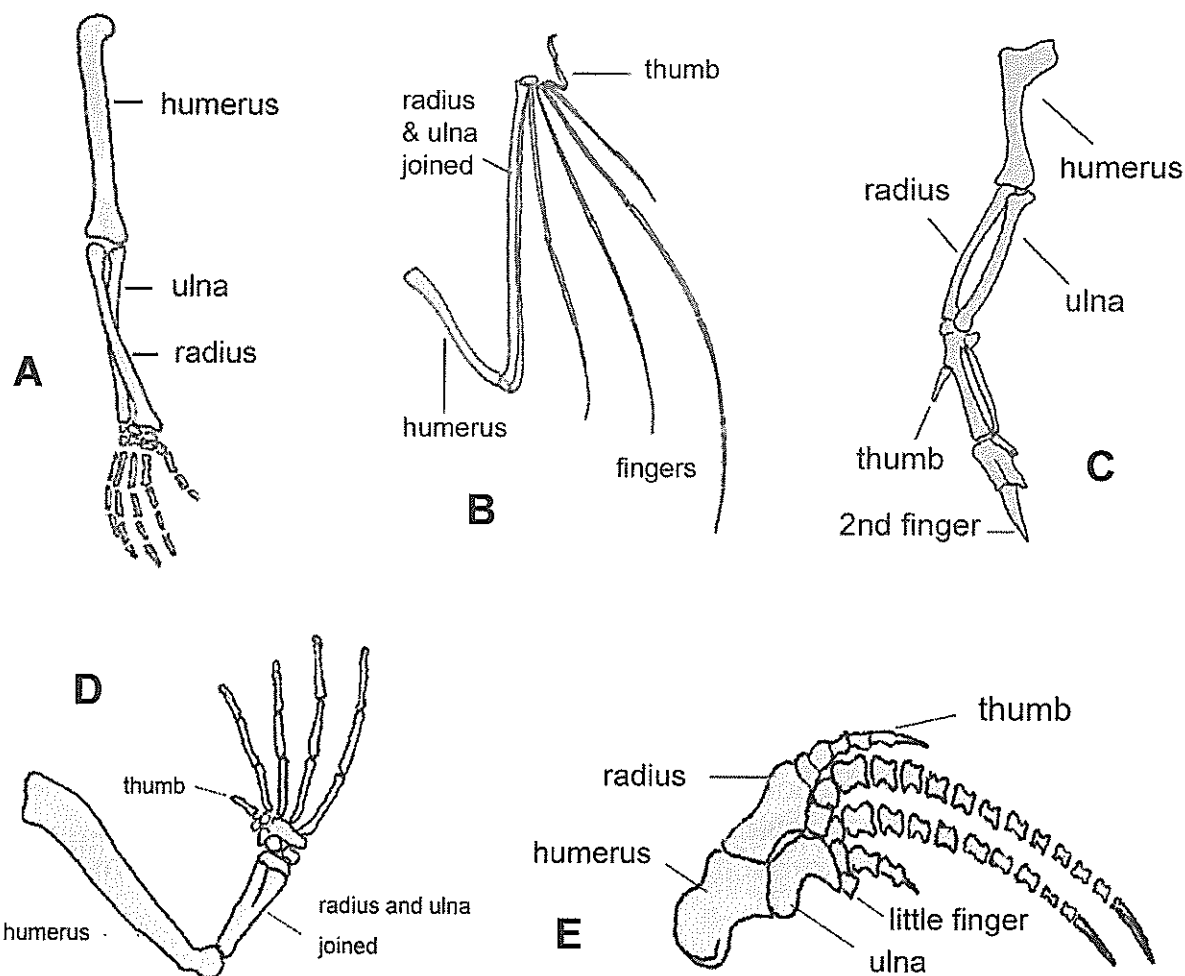 humerus
ulna
radius
A
thumb
radius
& ulna
joined
humerus
fingers
B
humerus
radius
ulna
thumb
C
2nd finger
D
thumb
humerus
radius and ulna
joined
thumb
radius
humerus
little finger
ulna
E